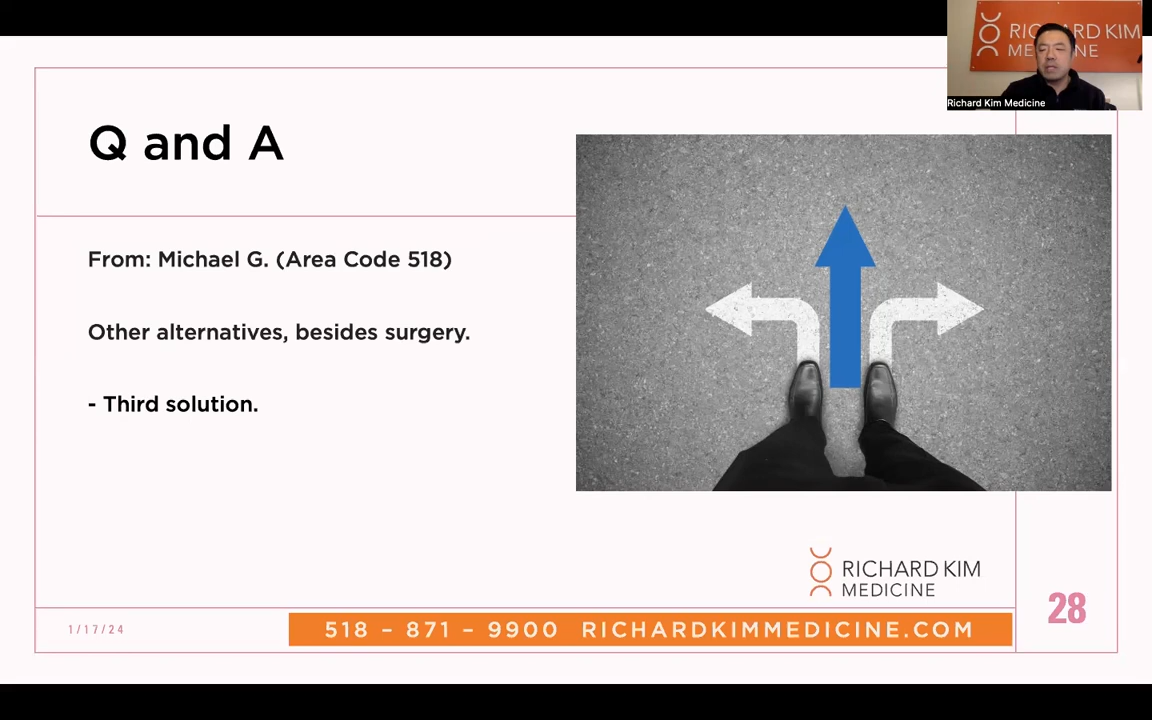 RICHARD KIM
MEDICINE
Richard Kim Medicine
Q and A
From: Michael G. (Area Code 518)
Other alternatives, besides surgery.
- Third solution.
RICHARD KIM
MEDICINE
28
1/17/24
518 - 871 - 9900 RICHARDKIMMEDICINE.COM